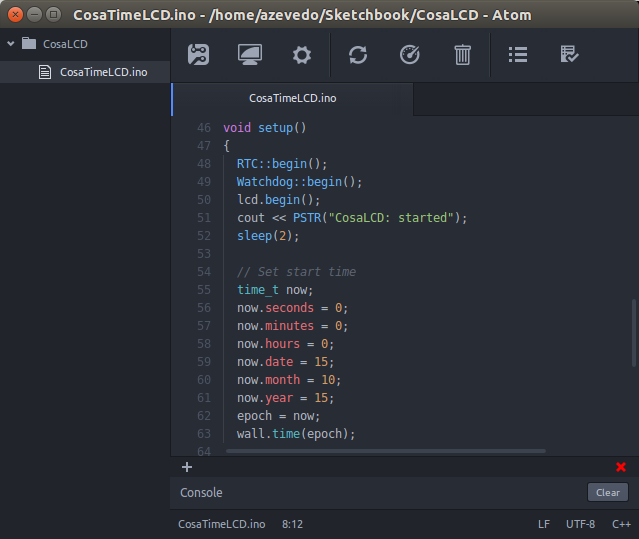 CosaTimeLCD.ino - /home/azevedo/Sketchbook/CosaLCD - Atom
CosaLCD
CosaTimeLCD.ino
CosaTimeLCD.ino
46 void setup()
47 {
48 RTC::begin();
49 Watchdog::begin();
50 lcd.begin();
51 cout << PSTR("CosaLCD: started");
52 sleep(2);
53
54 // Set start time
55 time_t now;
56 now.seconds = 0;
57 now.minutes = 0;
58 now.hours = 0;
59 now.date = 15;
60 now.month = 10;
61 now.year = 15;
62 epoch = now;
63 wall.time(epoch);
64
Console
Clear
CosaTimeLCD.ino 8:12 LF UTF-8 C++